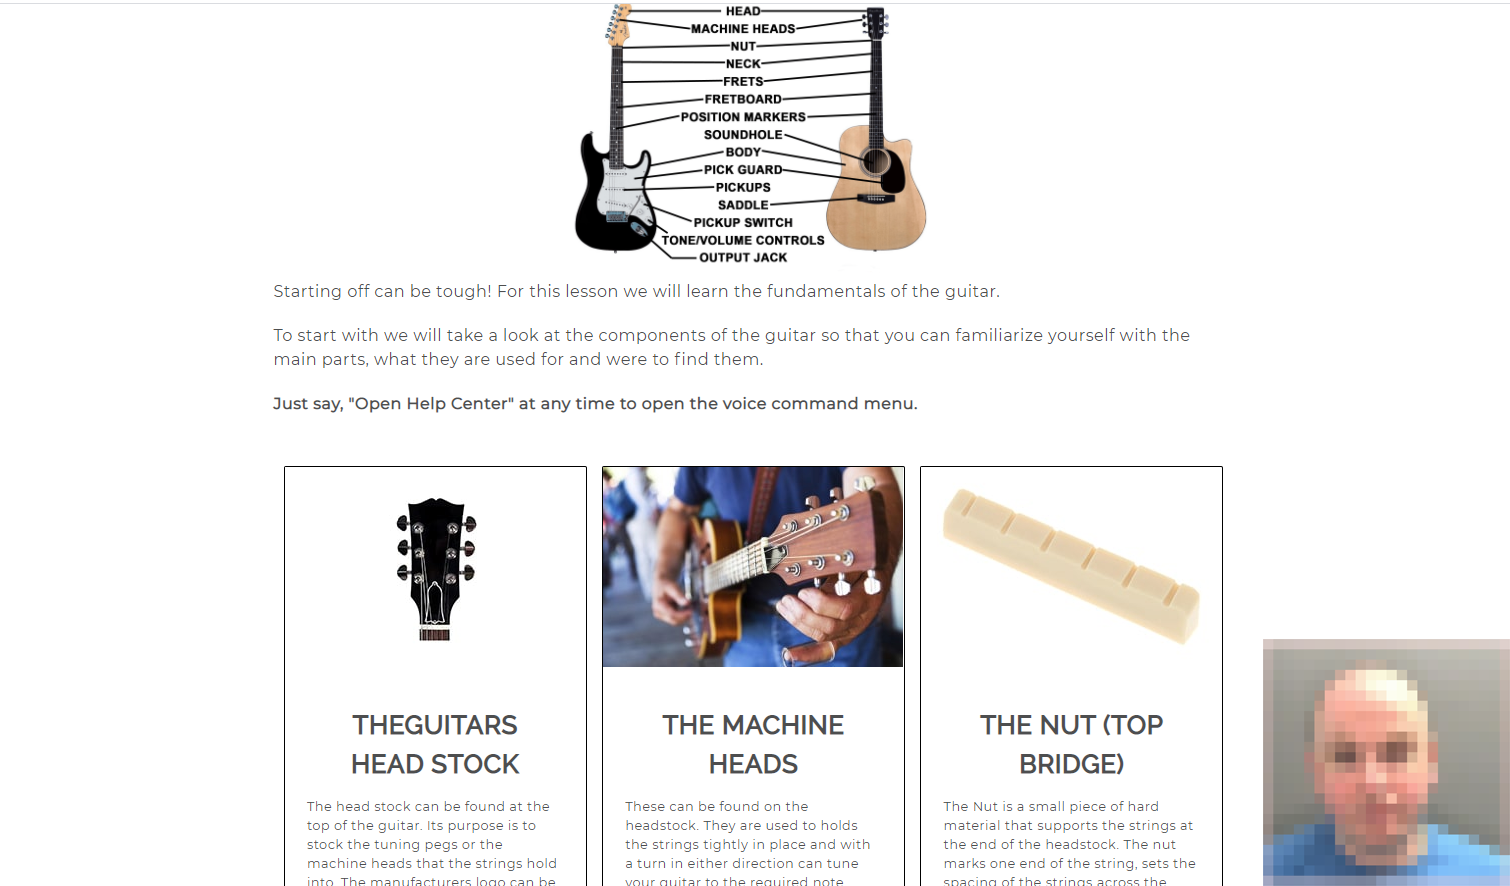 HEAD
MACHINE HEADS
NUT
NECK
FRETS
FRETBOARD
POSITION MARKERS
SOUNDHOLE
BODY
PICK GUARD
PICKUPS
SADDLE
PICKUP SWITCH
TONE/VOLUME CONTROLS
OUTPUT JACK
Starting off can be tough! For this lesson we will learn the fundamentals of the guitar.
To start with we will take a look at the components of the guitar so that you can familiarize yourself with the
main parts, what they are used for and were to find them.
Just say, "Open Help Center" at any time to open the voice command menu.
THEGUITARS
HEAD STOCK
The head stock can be found at the
top of the guitar. Its purpose is to
stock the tuning pegs or the
machine heads that the strings hold
into. The manufacturers logo can be
THE MACHINE
HEADS
These can be found on the
headstock. They are used to holds
the strings tightly in place and with
a turn in either direction can tune
your guitar to the required note
THE NUT (TOP
BRIDGE)
The Nut is a small piece of hard
material that supports the strings at
the end of the headstock. The nut
marks one end of the string, sets the
spacing of the strings across the